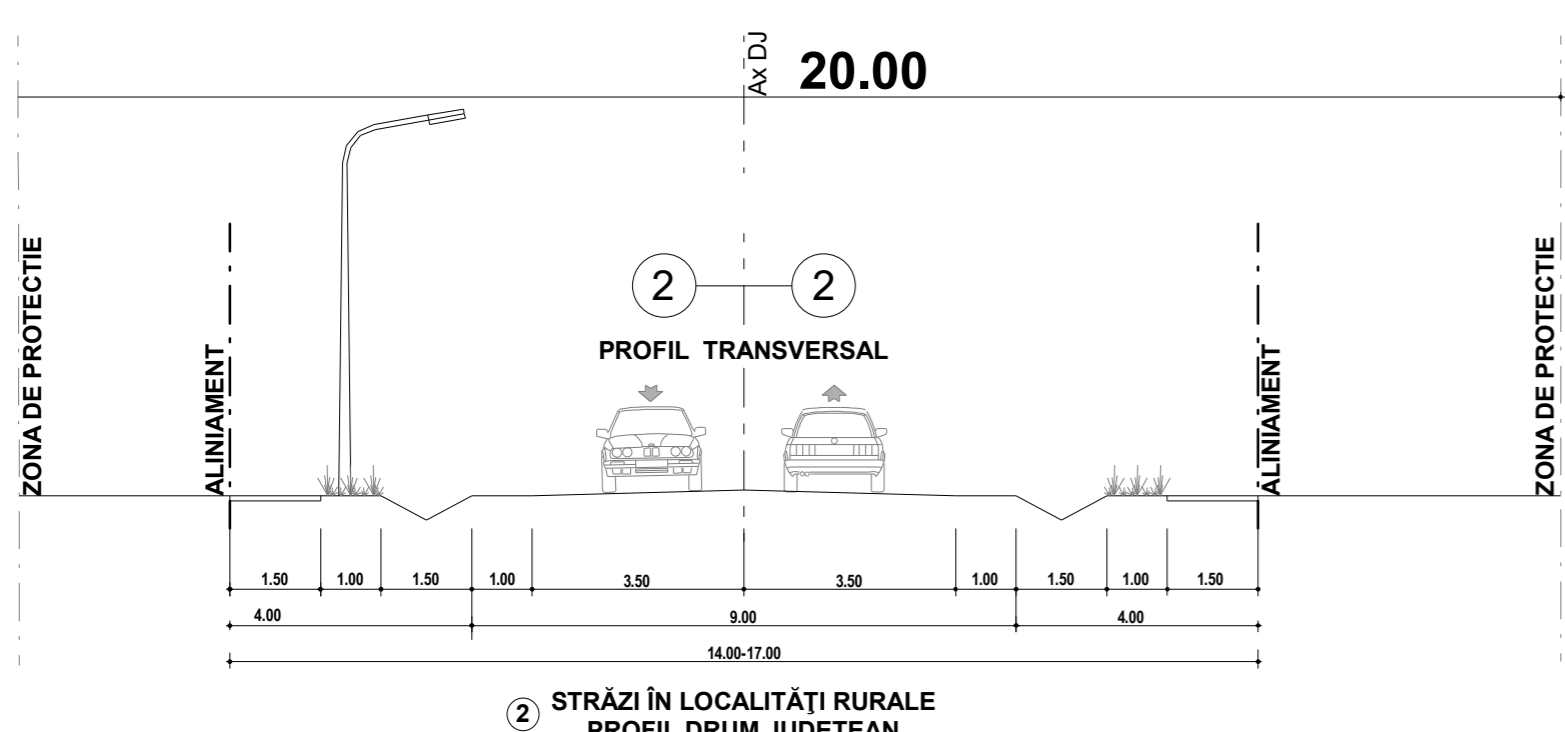 Ax DJ
20.00
ZONA DE PROTECTIE
ALINIAMENT
2 2
PROFIL TRANSVERSAL
ALINIAMENT
ZONA DE PROTECTIE
1.50 1.00 1.50 1.00 3.50 3.50 1.00 1.50 1.00 1.50
4.00 9.00 4.00
14.00-17.00
2 STRĂZI ÎN LOCALITĂŢI RURALE
PROFIL DRUM JUDEŢEAN